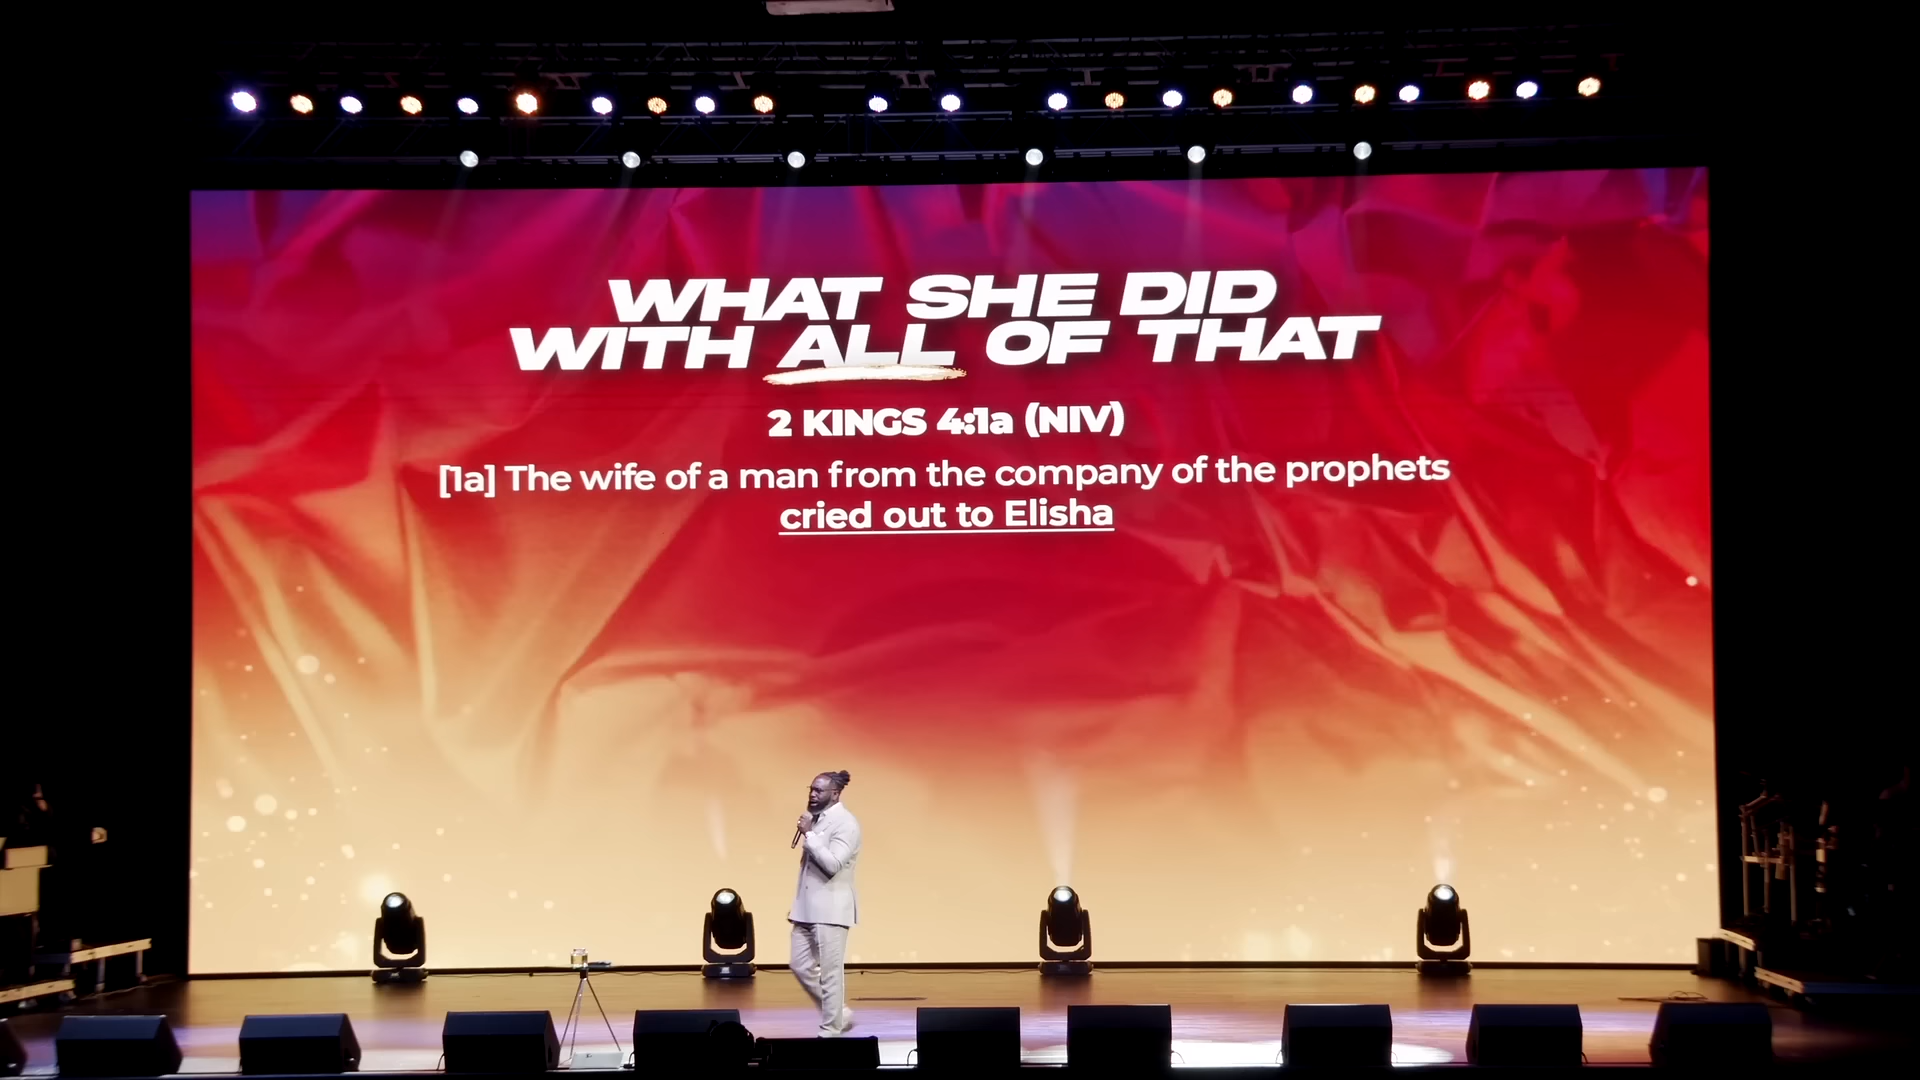 WHAT SHE DID
WITH ALL OF THAT
2 KINGS 4:1a (NIV)
[1a] The wife of a man from the company of the prophets
cried out to Elisha